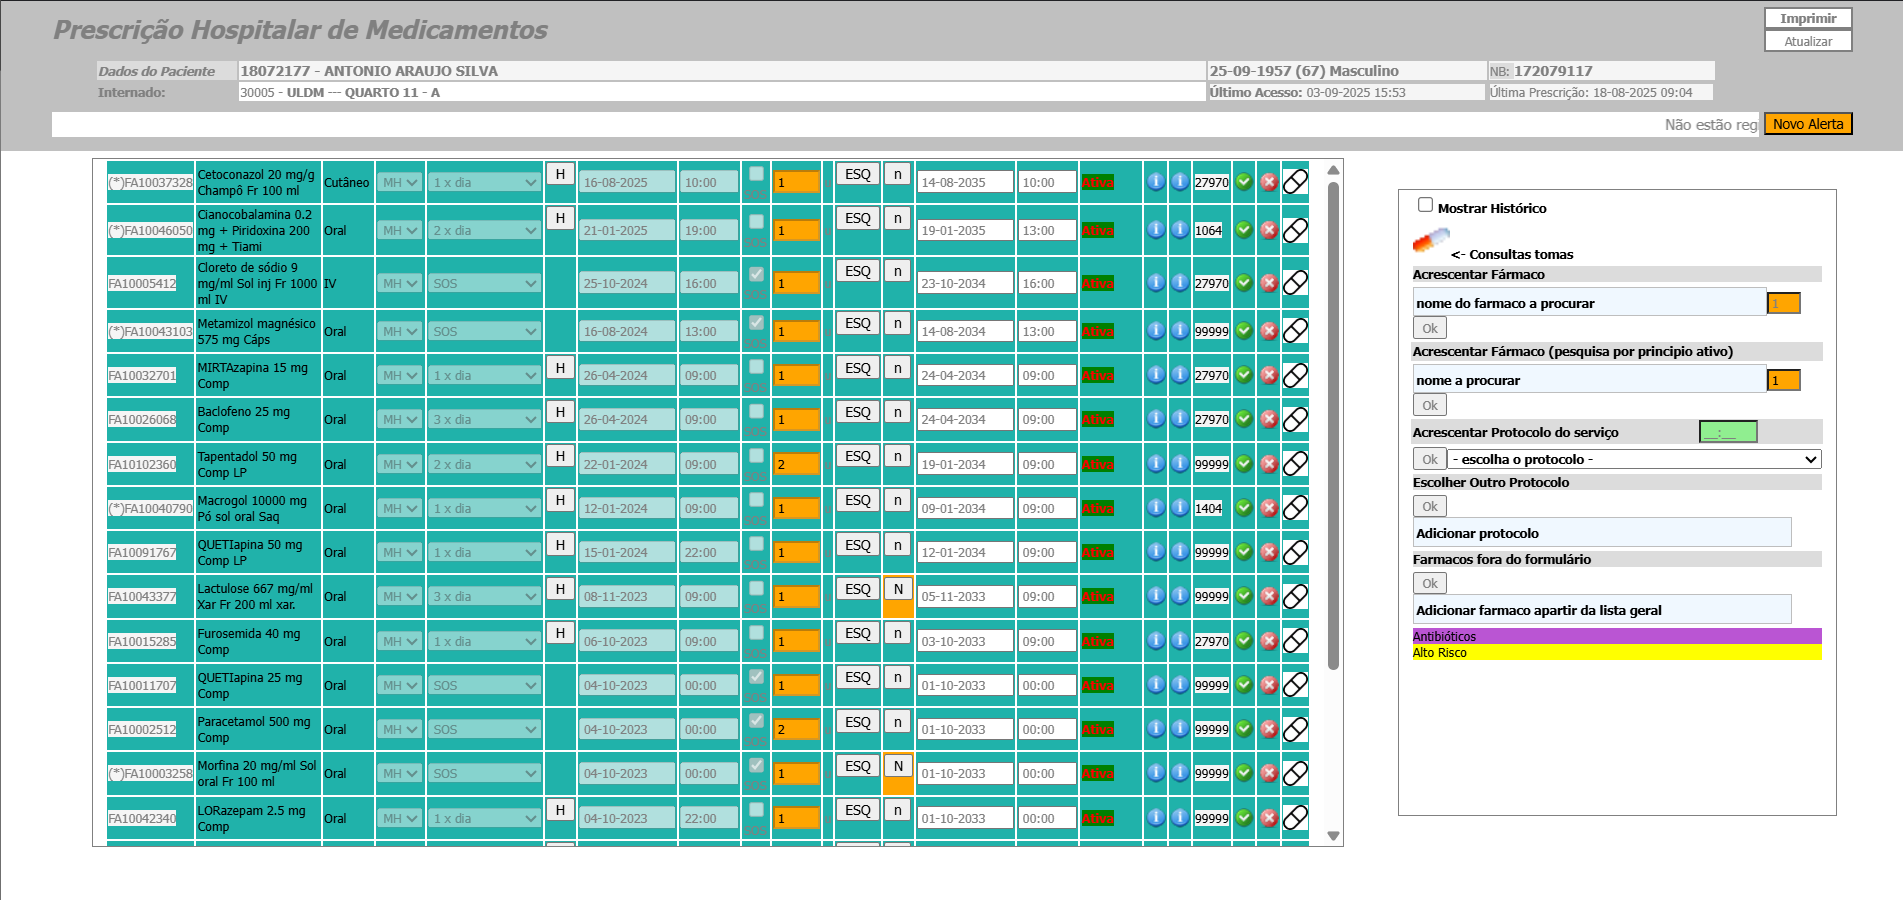 Prescrição Hospitalar de Medicamentos
Imprimir
Atualizar
Dados do Paciente 18072177 - ANTONIO ARAUJO SILVA 25-09-1957 (67) Masculino NB: 172079117
Internado: 30005 - ULDM --- QUARTO 11 - A Último Acesso: 03-09-2025 15:53 Última Prescrição: 18-08-2025 09:04
Não estão reg Novo Alerta
(*)FA10037328 Cetoconazol 20 mg/g Champô Fr 100 ml Cutâneo MH 1 x dia H 16-08-2025 10:00 SOS 1 ESQ n 14-08-2035 10:00 Ativa 27970
(*)FA10046050 Cianocobalamina 0.2 mg + Piridoxina 200 mg + Tiami Oral MH 2 x dia H 21-01-2025 19:00 SOS 1 ESQ n 19-01-2035 13:00 Ativa 1064
FA10005412 Cloreto de sódio 9 mg/ml Sol inj Fr 1000 ml IV IV MH SOS 25-10-2024 16:00 SOS 1 ESQ n 23-10-2034 16:00 Ativa 27970
(*)FA10043103 Metamizol magnésico 575 mg Cáps Oral MH SOS 16-08-2024 13:00 SOS 1 ESQ n 14-08-2034 13:00 Ativa 99999
FA10032701 MIRTAzapina 15 mg Comp Oral MH 1 x dia H 26-04-2024 09:00 SOS 1 ESQ n 24-04-2034 09:00 Ativa 27970
FA10026068 Baclofeno 25 mg Comp Oral MH 3 x dia H 26-04-2024 09:00 SOS 1 ESQ n 24-04-2034 09:00 Ativa 27970
FA10102360 Tapentadol 50 mg Comp LP Oral MH 2 x dia H 22-01-2024 09:00 SOS 2 ESQ n 19-01-2034 09:00 Ativa 99999
(*)FA10040790 Macrogol 10000 mg Pó sol oral Saq Oral MH 1 x dia H 12-01-2024 09:00 SOS 1 ESQ n 09-01-2034 09:00 Ativa 1404
FA10091767 QUETIapina 50 mg Comp LP Oral MH 1 x dia H 15-01-2024 22:00 SOS 1 ESQ n 12-01-2034 09:00 Ativa 99999
FA10043377 Lactulose 667 mg/ml Xar Fr 200 ml xar. Oral MH 3 x dia H 08-11-2023 09:00 SOS 1 ESQ N 05-11-2033 09:00 Ativa 99999
FA10015285 Furosemida 40 mg Comp Oral MH 1 x dia H 06-10-2023 09:00 SOS 1 ESQ n 03-10-2033 09:00 Ativa 27970
FA10011707 QUETIapina 25 mg Comp Oral MH SOS 04-10-2023 00:00 SOS 1 ESQ n 01-10-2033 00:00 Ativa 99999
FA10002512 Paracetamol 500 mg Comp Oral MH SOS 04-10-2023 00:00 SOS 2 ESQ n 01-10-2033 00:00 Ativa 99999
(*)FA10003258 Morfina 20 mg/ml Sol oral Fr 100 ml Oral MH SOS 04-10-2023 00:00 SOS 1 ESQ N 01-10-2033 00:00 Ativa 99999
FA10042340 LORazepam 2.5 mg Comp Oral MH 1 x dia H 04-10-2023 22:00 SOS 1 ESQ n 01-10-2033 00:00 Ativa 99999
Mostrar Histórico
<- Consultas tomas
Acrescentar Fármaco
nome do farmaco a procurar 1
Ok
Acrescentar Fármaco (pesquisa por principio ativo)
nome a procurar 1
Ok
Acrescentar Protocolo do serviço __:__
Ok - escolha o protocolo -
Escolher Outro Protocolo
Ok
Adicionar protocolo
Farmacos fora do formulário
Ok
Adicionar farmaco apartir da lista geral
Antibióticos
Alto Risco